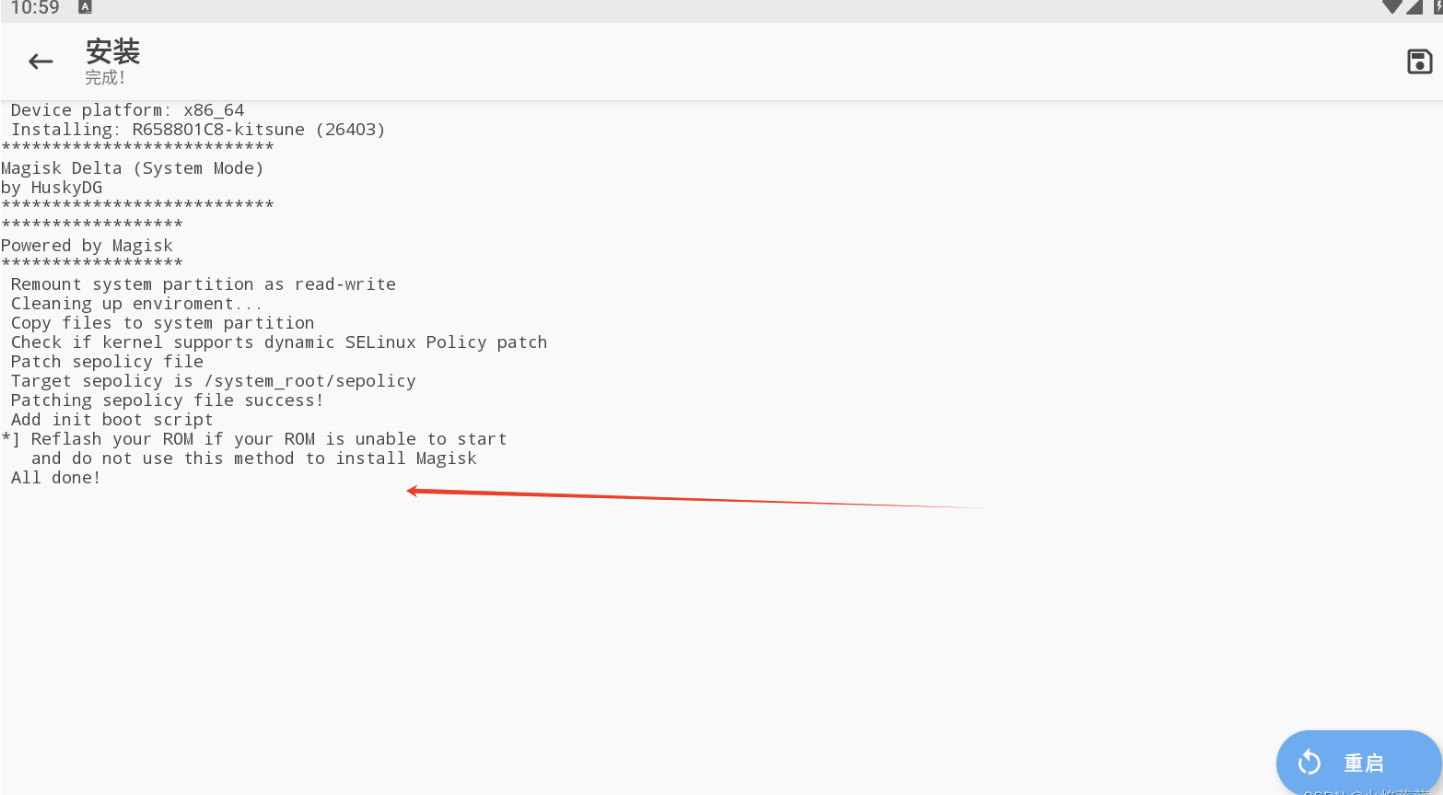 10:59 A
安装
完成!
Device platform: x86_64
Installing: R658801C8-kitsune (26403)
***************************
Magisk Delta (System Mode)
by HuskyDG
***************************
******************
Powered by Magisk
******************
Remount system partition as read-write
Cleaning up enviroment...
Copy files to system partition
Check if kernel supports dynamic SELinux Policy patch
Patch sepolicy file
Target sepolicy is /system_root/sepolicy
Patching sepolicy file success!
Add init boot script
*] Reflash your ROM if your ROM is unable to start
and do not use this method to install Magisk
All done!
重启